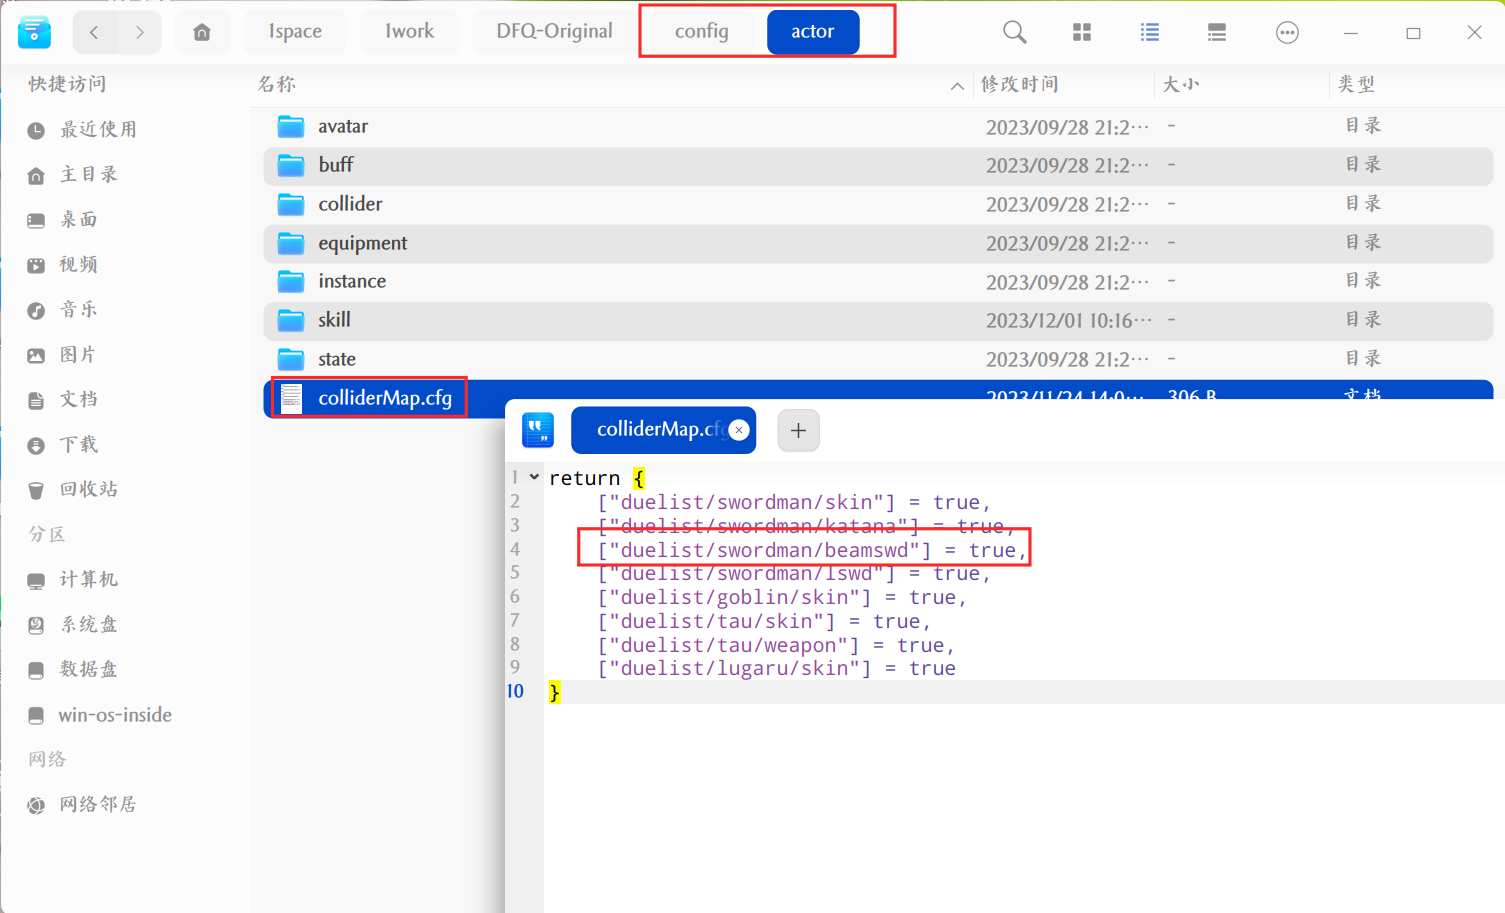 1space
1work
DFQ-Original
config
actor
快捷访问
最近使用
主目录
桌面
视频
音乐
图片
文档
下载
回收站
分区
计算机
系统盘
数据盘
win-os-inside
网络
网络邻居
名称 修改时间 大小 类型
avatar 2023/09/28 21:2··· - 目录
buff 2023/09/28 21:2··· - 目录
collider 2023/09/28 21:2··· - 目录
equipment 2023/09/28 21:2··· - 目录
instance 2023/09/28 21:2··· - 目录
skill 2023/12/01 10:16··· - 目录
state 2023/09/28 21:2··· - 目录
colliderMap.cfg 2023/11/24 14:0··· 306 B 文档
colliderMap.cfg
1 return {
2 ["duelist/swordman/skin"] = true,
3 ["duelist/swordman/katana"] = true,
4 ["duelist/swordman/beamswd"] = true,
5 ["duelist/swordman/lswd"] = true,
6 ["duelist/goblin/skin"] = true,
7 ["duelist/tau/skin"] = true,
8 ["duelist/tau/weapon"] = true,
9 ["duelist/lugaru/skin"] = true
10 }